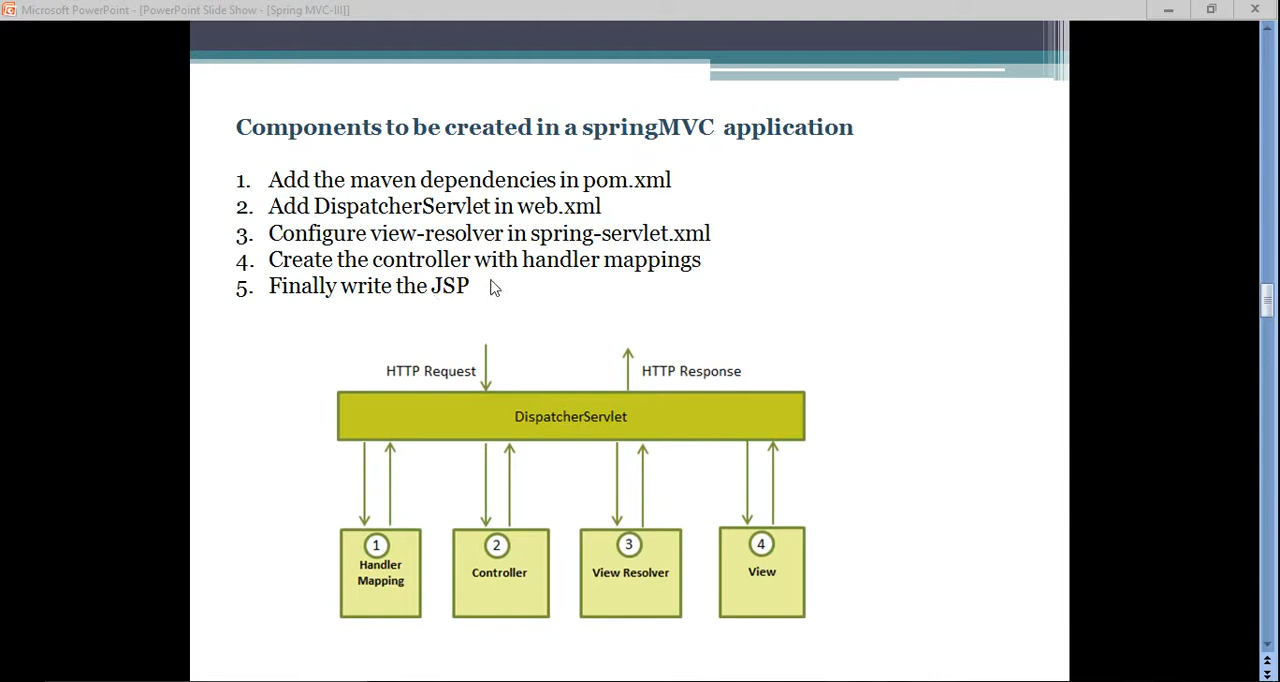 Microsoft PowerPoint - [PowerPoint Slide Show - [Spring MVC-III]]
Components to be created in a springMVC application
1. Add the maven dependencies in pom.xml
2. Add DispatcherServlet in web.xml
3. Configure view-resolver in spring-servlet.xml
4. Create the controller with handler mappings
5. Finally write the JSP
HTTP Request
HTTP Response
DispatcherServlet
1
Handler
Mapping
2
Controller
3
View Resolver
4
View